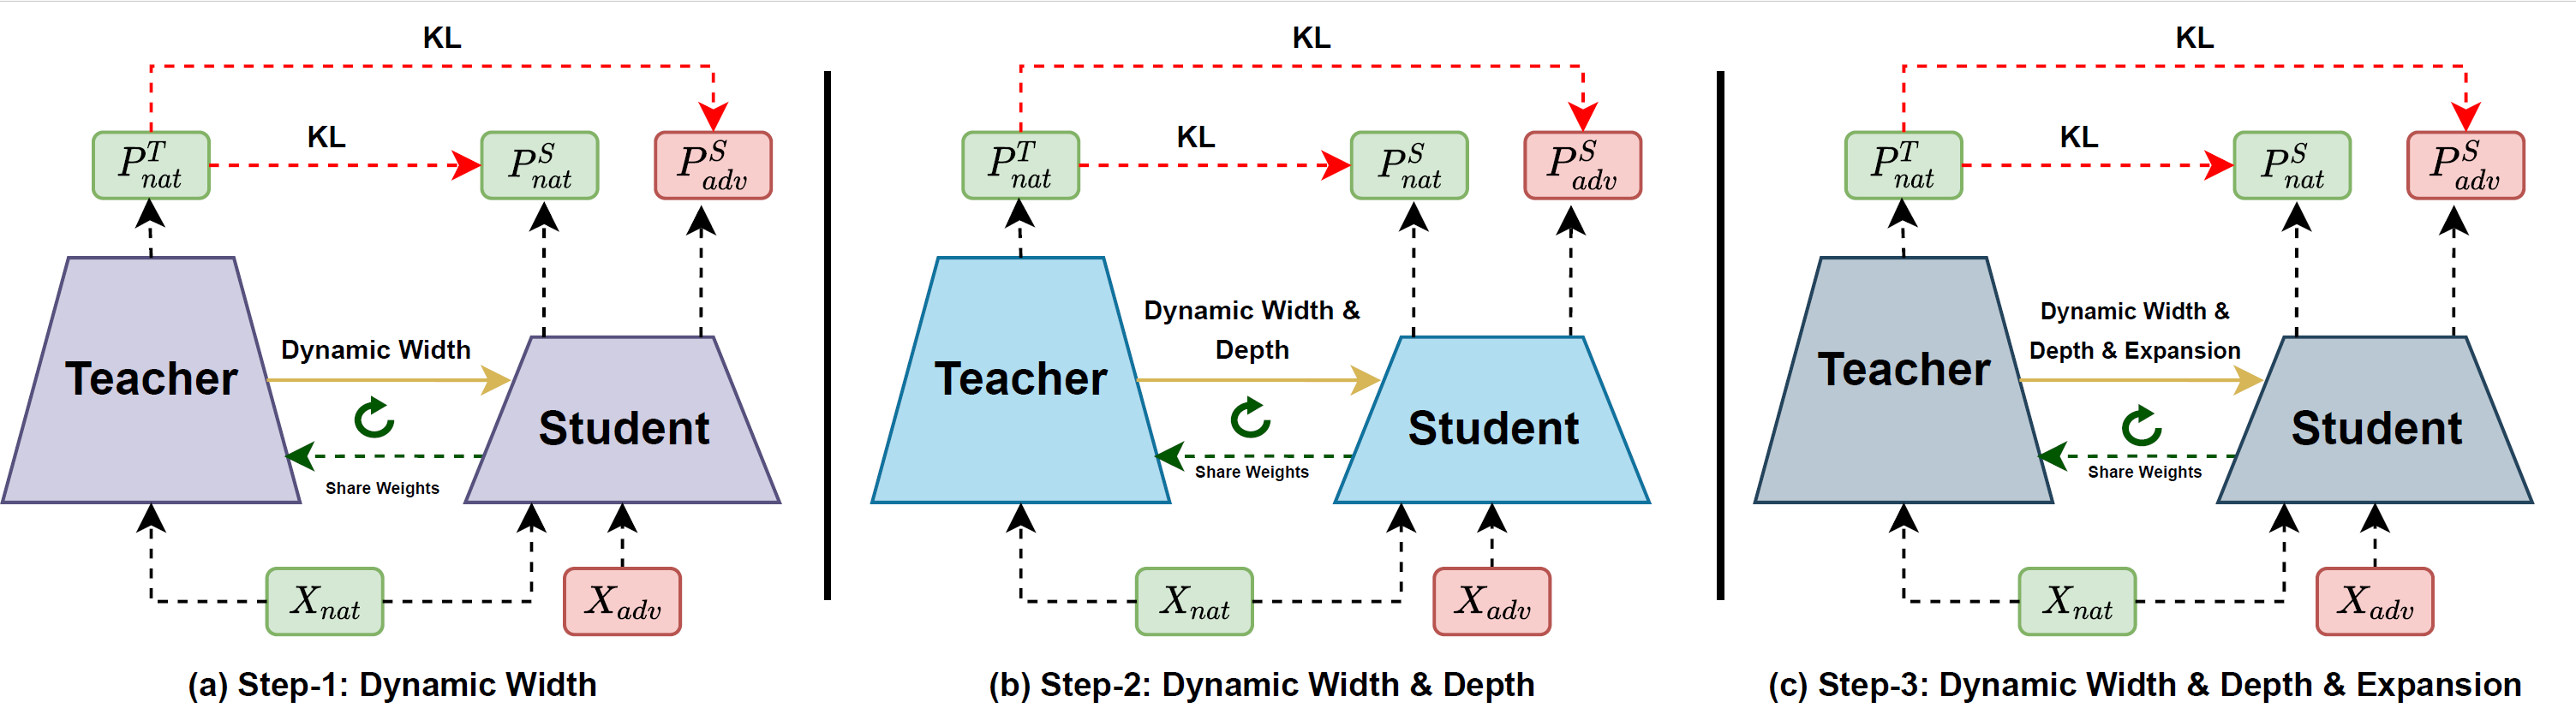 KL
KL
P^T_{nat}
P^S_{nat}
P^S_{adv}
Teacher
Dynamic Width
Student
Share Weights
X_{nat}
X_{adv}
(a) Step-1: Dynamic Width
KL
KL
P^T_{nat}
P^S_{nat}
P^S_{adv}
Teacher
Dynamic Width &
Depth
Student
Share Weights
X_{nat}
X_{adv}
(b) Step-2: Dynamic Width & Depth
KL
KL
P^T_{nat}
P^S_{nat}
P^S_{adv}
Teacher
Dynamic Width &
Depth & Expansion
Student
Share Weights
X_{nat}
X_{adv}
(c) Step-3: Dynamic Width & Depth & Expansion